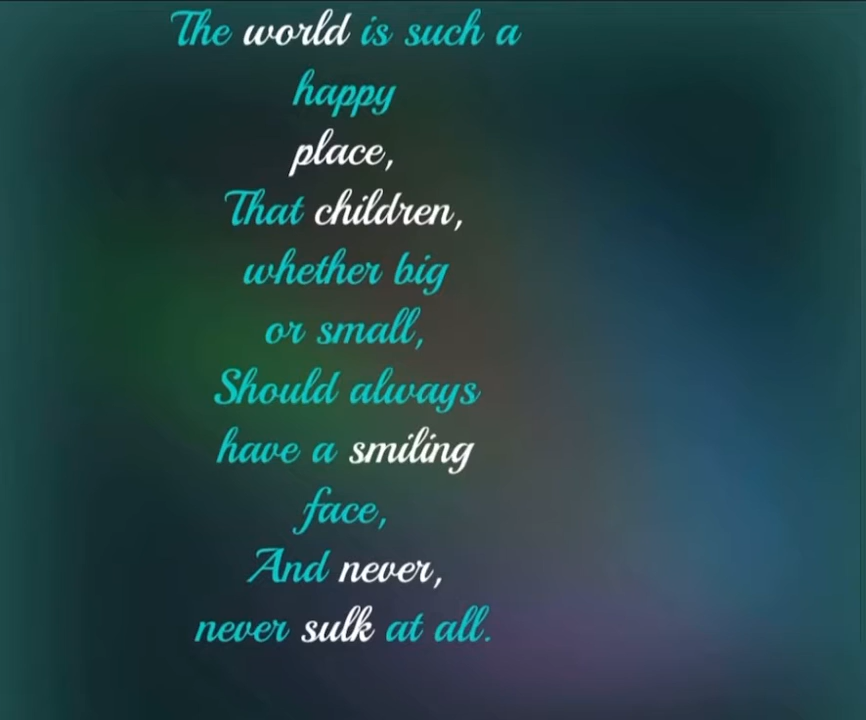 The world is such a
happy
place,
That children,
whether big
or small,
Should always
have a smiling
face,
And never,
never sulk at all.